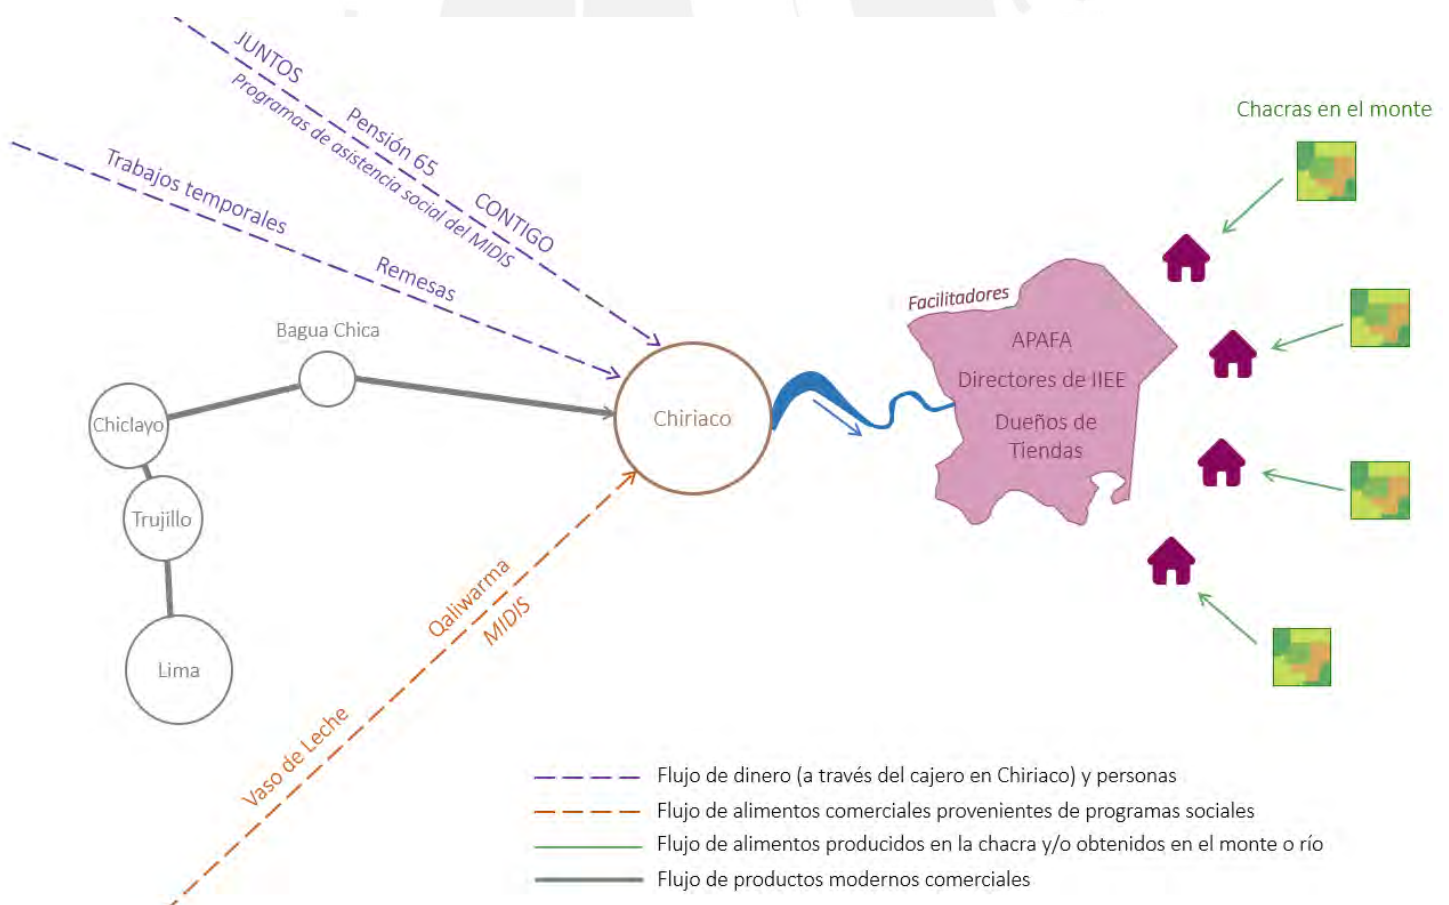 JUNTOS
Pensión 65
CONTIGO
Programas de asistencia social del MIDIS
Trabajos temporales
Remesas
Bagua Chica
Chiclayo
Trujillo
Lima
Chiriaco
Qaliwarma
MIDIS
Vaso de Leche
Facilitadores
APAFA
Directores de IIEE
Dueños de
Tiendas
Chacras en el monte
Flujo de dinero (a través del cajero en Chiriaco) y personas
Flujo de alimentos comerciales provenientes de programas sociales
Flujo de alimentos producidos en la chacra y/o obtenidos en el monte o río
Flujo de productos modernos comerciales